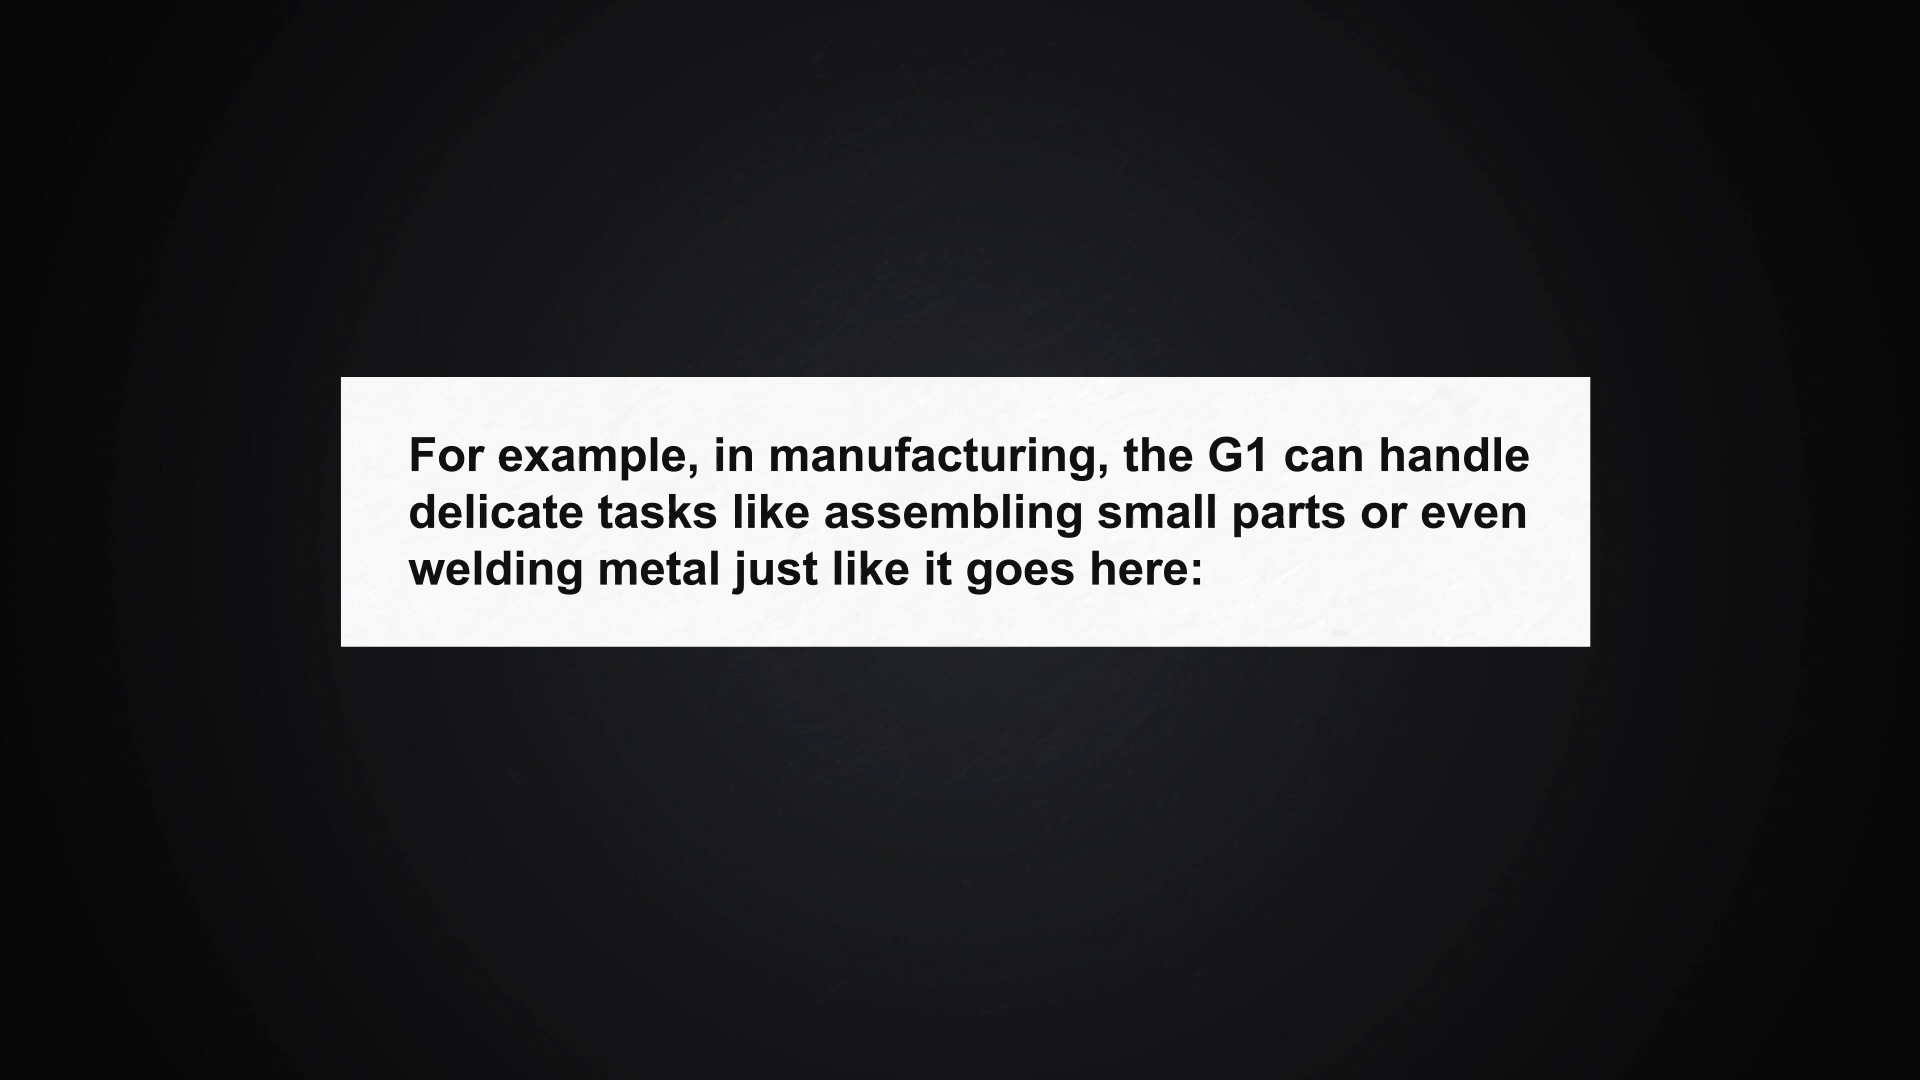 For example, in manufacturing, the G1 can handle
delicate tasks like assembling small parts or even
welding metal just like it goes here: